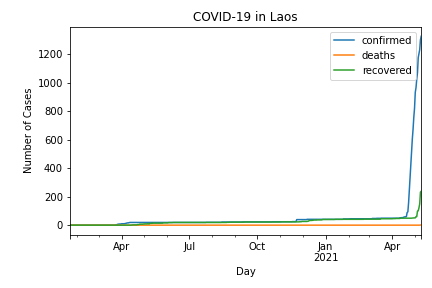 COVID-19 in Laos
confirmed
deaths
recovered
Number of Cases
1200
1000
800
600
400
200
0
Apr
Jul
Oct
Jan
2021
Apr
Day